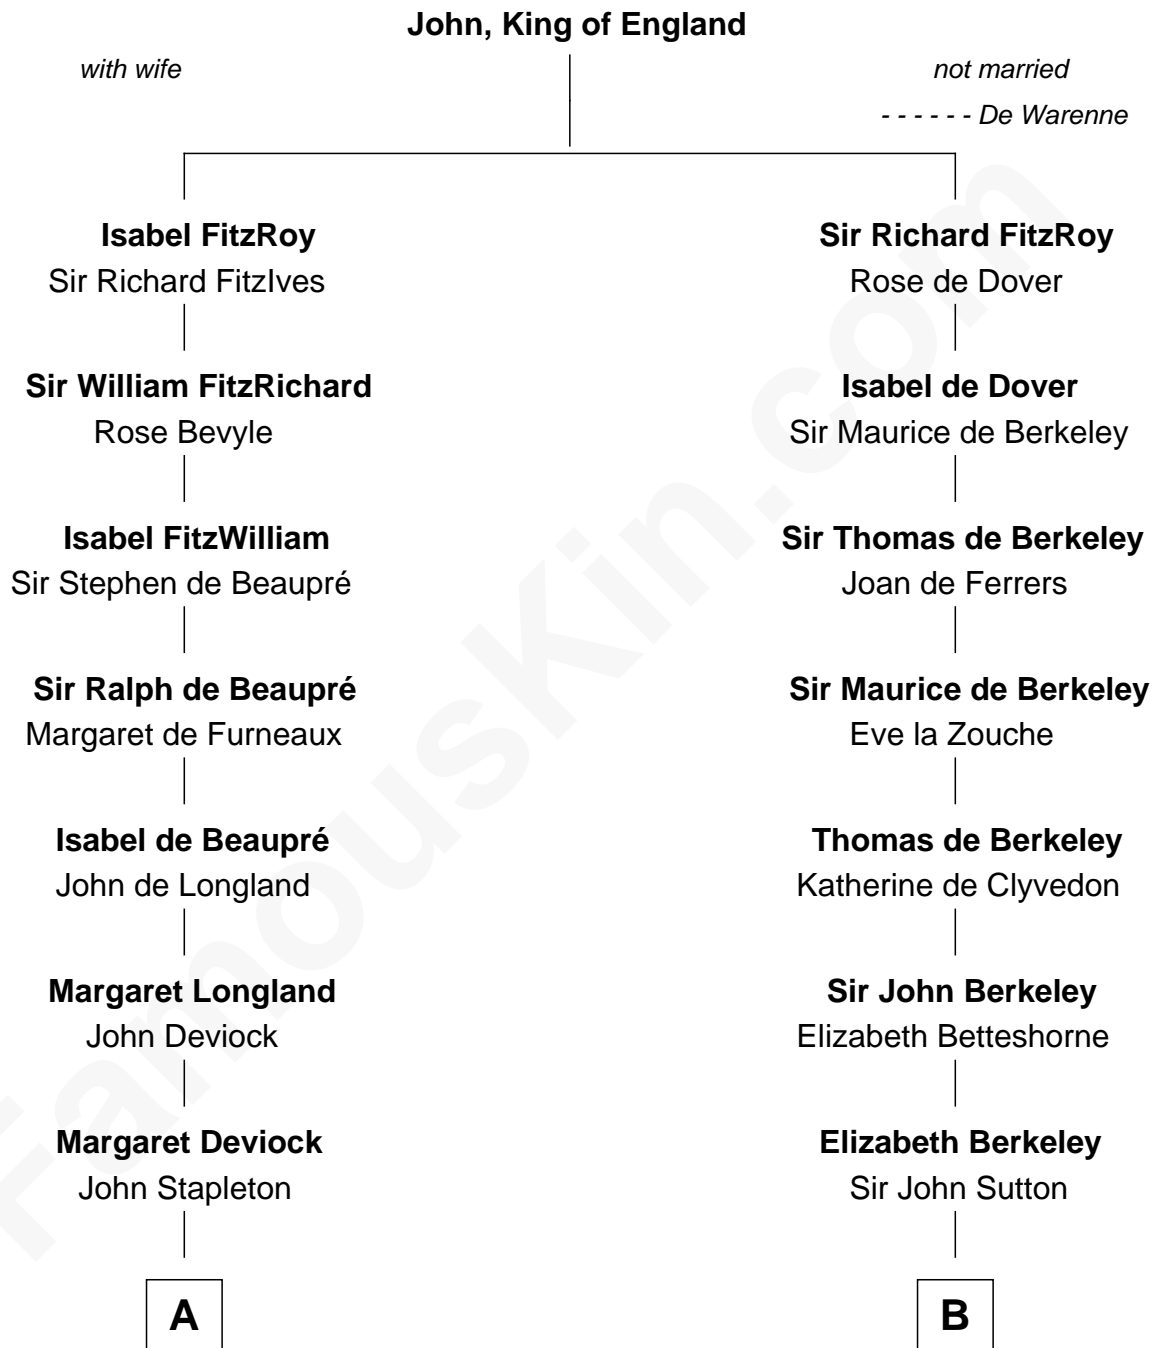 John, King of England
with wife
not married
- - - - - - De Warenne
Isabel FitzRoy
Sir Richard FitzIves
Sir Richard FitzRoy
Rose de Dover
Sir William FitzRichard
Rose Bevyle
Isabel de Dover
Sir Maurice de Berkeley
Isabel FitzWilliam
Sir Stephen de Beaupré
Sir Thomas de Berkeley
Joan de Ferrers
Sir Ralph de Beaupré
Margaret de Furneaux
Sir Maurice de Berkeley
Eve la Zouche
Isabel de Beaupré
John de Longland
Thomas de Berkeley
Katherine de Clyvedon
Margaret Longland
John Deviock
Sir John Berkeley
Elizabeth Betteshorne
Margaret Deviock
John Stapleton
Elizabeth Berkeley
Sir John Sutton
A
B
FamousKin.com